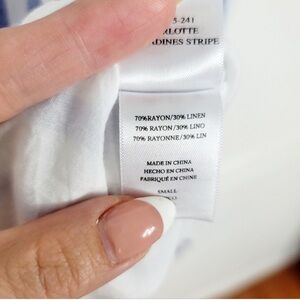 5-241
RLOTTE
RDINES STRIPE
70%RAYON/30% LINEN
70% RAYON/30% LINO
70% RAYONNE/30% LIN
MADE IN CHINA
HECHO EN CHINA
FABRIQUÉ EN CHINE
SMALL